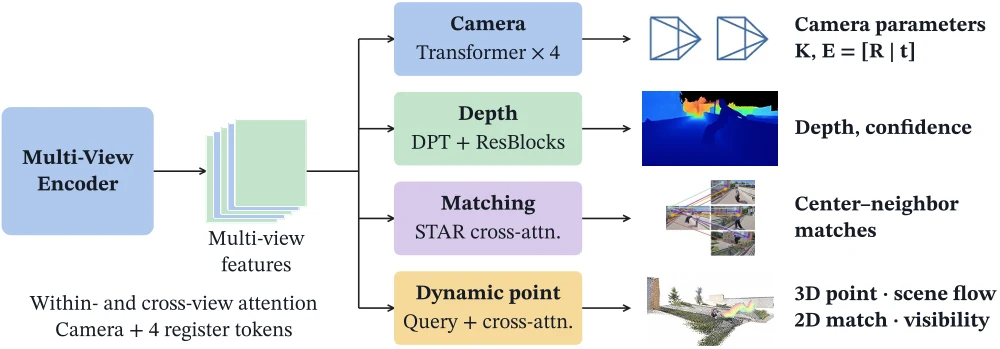 Multi-View
Encoder
Multi-view
features
Within- and cross-view attention
Camera + 4 register tokens
Camera
Transformer × 4
Camera parameters
K, E = [R | t]
Depth
DPT + ResBlocks
Depth, confidence
Matching
STAR cross-attn.
Center–neighbor
matches
Dynamic point
Query + cross-attn.
3D point · scene flow
2D match · visibility